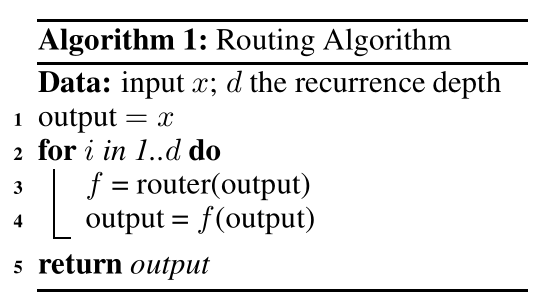 Algorithm 1: Routing Algorithm
Data: input x; d the recurrence depth
1 output = x
2 for i in 1..d do
3 f = router(output)
4 output = f(output)
5 return output